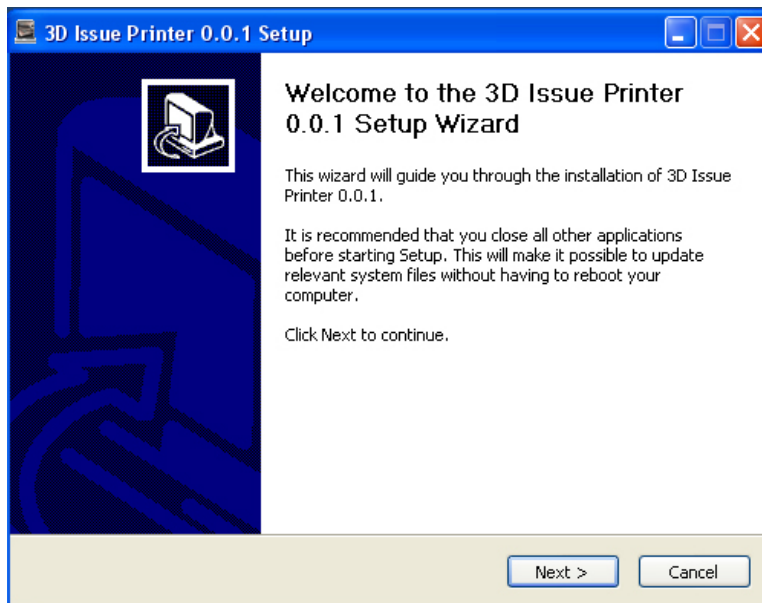 3D Issue Printer 0.0.1 Setup
Welcome to the 3D Issue Printer
0.0.1 Setup Wizard
This wizard will guide you through the installation of 3D Issue
Printer 0.0.1.
It is recommended that you close all other applications
before starting Setup. This will make it possible to update
relevant system files without having to reboot your
computer.
Click Next to continue.
Next >
Cancel